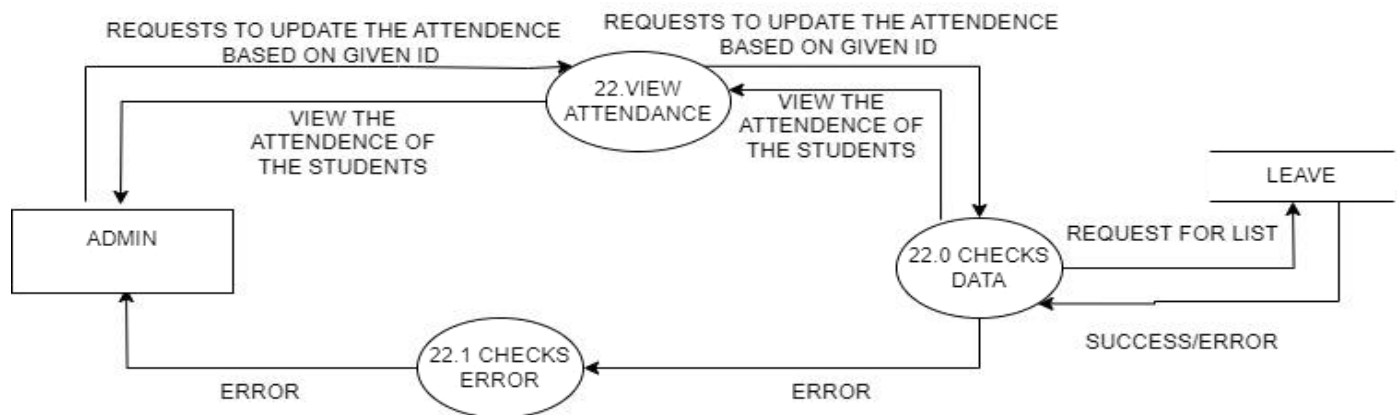 REQUESTS TO UPDATE THE ATTENDENCE
BASED ON GIVEN ID
REQUESTS TO UPDATE THE ATTENDENCE
BASED ON GIVEN ID
22.VIEW
ATTENDANCE
VIEW THE
ATTENDENCE OF
THE STUDENTS
VIEW THE
ATTENDENCE OF
THE STUDENTS
LEAVE
ADMIN
REQUEST FOR LIST
22.0 CHECKS
DATA
SUCCESS/ERROR
22.1 CHECKS
ERROR
ERROR
ERROR